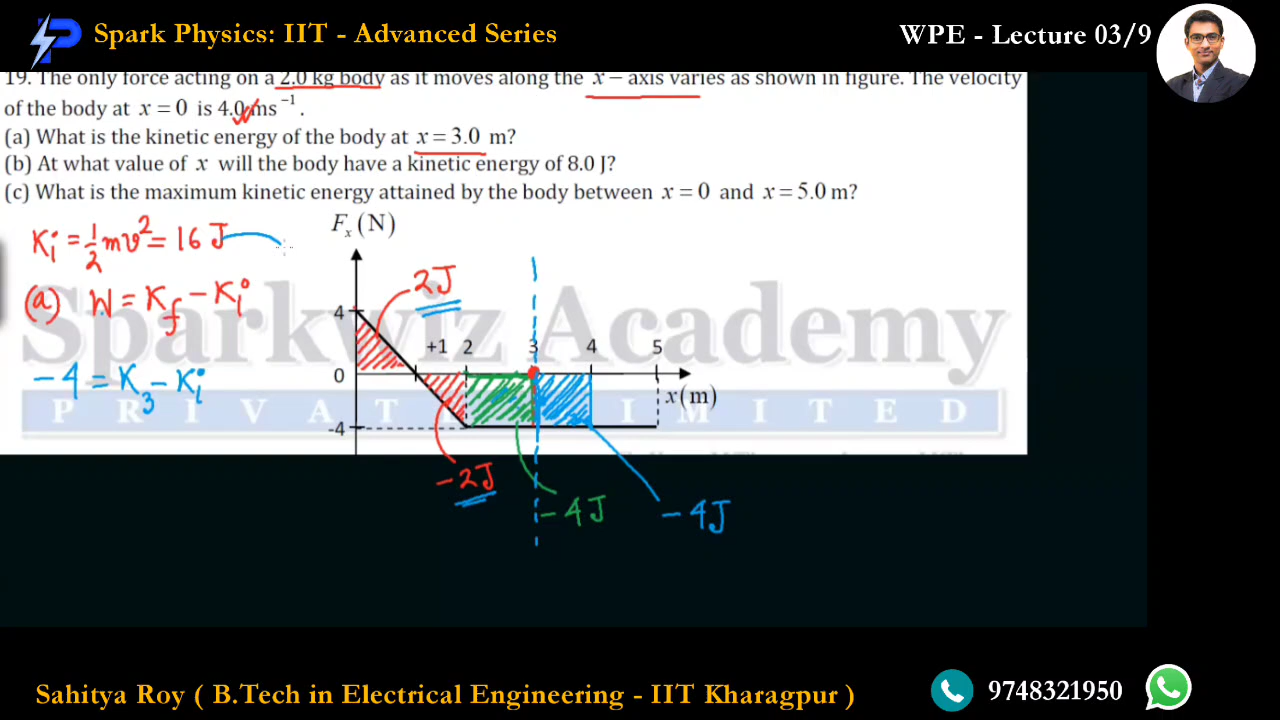 Spark Physics: IIT - Advanced Series
WPE - Lecture 03/9
19. The only force acting on a 2.0 kg body as it moves along the x – axis varies as shown in figure. The velocity
of the body at x = 0 is 4.0 ms⁻¹.
(a) What is the kinetic energy of the body at x = 3.0 m?
(b) At what value of x will the body have a kinetic energy of 8.0 J?
(c) What is the maximum kinetic energy attained by the body between x = 0 and x = 5.0 m?
Kᵢ = 1/2 mv² = 16 J
(a) W = K_f - Kᵢ
-4 = K₃ - Kᵢ
Fₓ(N)
2J
4
+1 2 3 4 5
0
x(m)
-4
-2J
-4J
-4J
Sparkwiz Academy
PRIVATE LIMITED
Sahitya Roy ( B.Tech in Electrical Engineering - IIT Kharagpur )
9748321950